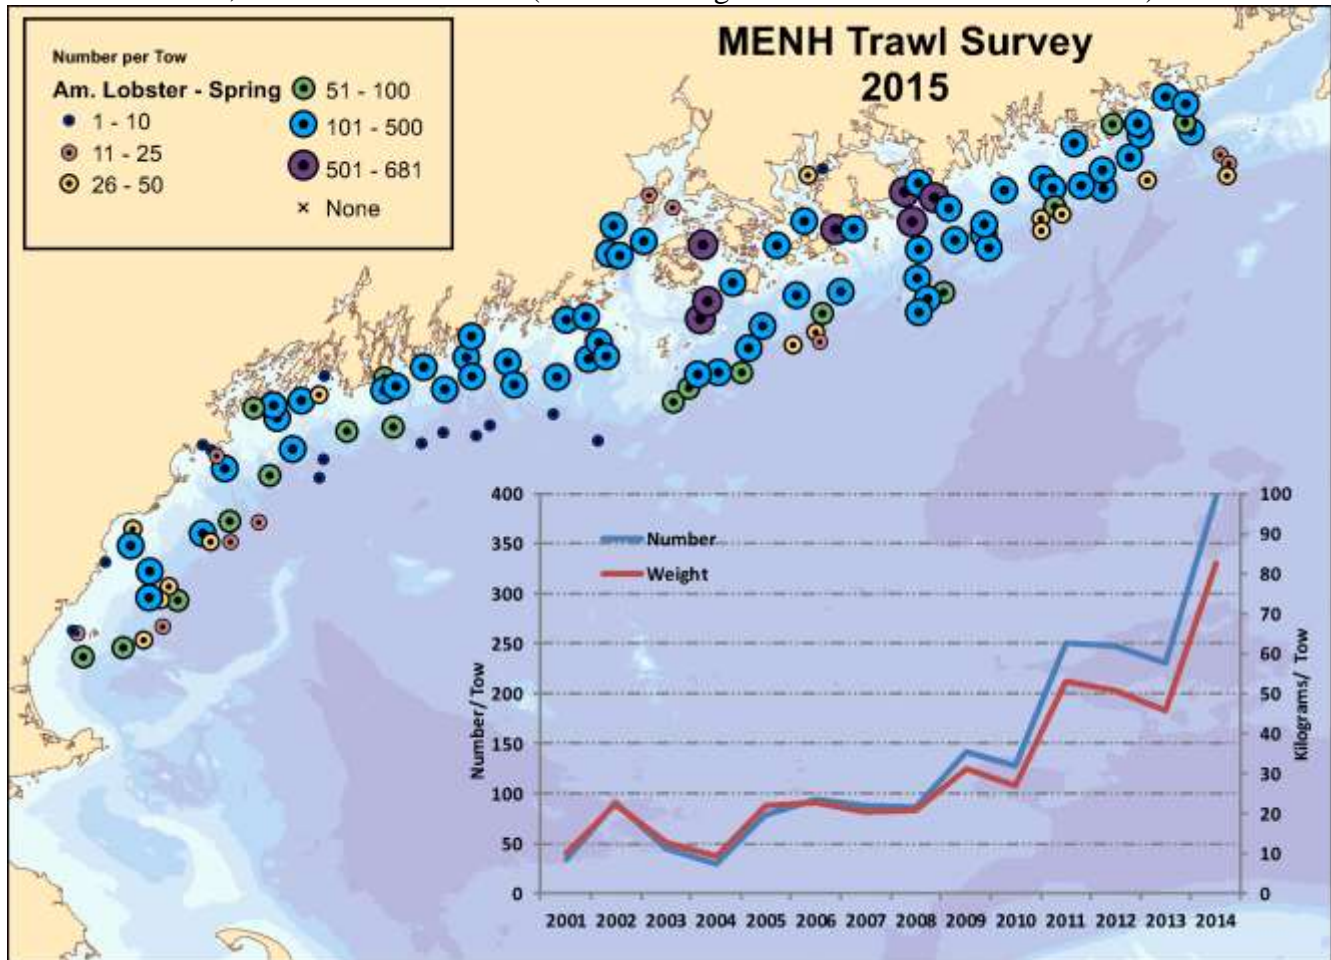 MENH Trawl Survey
2015
Number per Tow
Am. Lobster - Spring
1 - 10
11 - 25
26 - 50
51 - 100
101 - 500
501 - 681
None
Number
Weight
Number/ Tow
400
350
300
250
200
150
100
50
0
100
90
80
70
60
50
40
30
20
10
0
Kilograms/ Tow
2001 2002 2003 2004 2005 2006 2007 2008 2009 2010 2011 2012 2013 2014